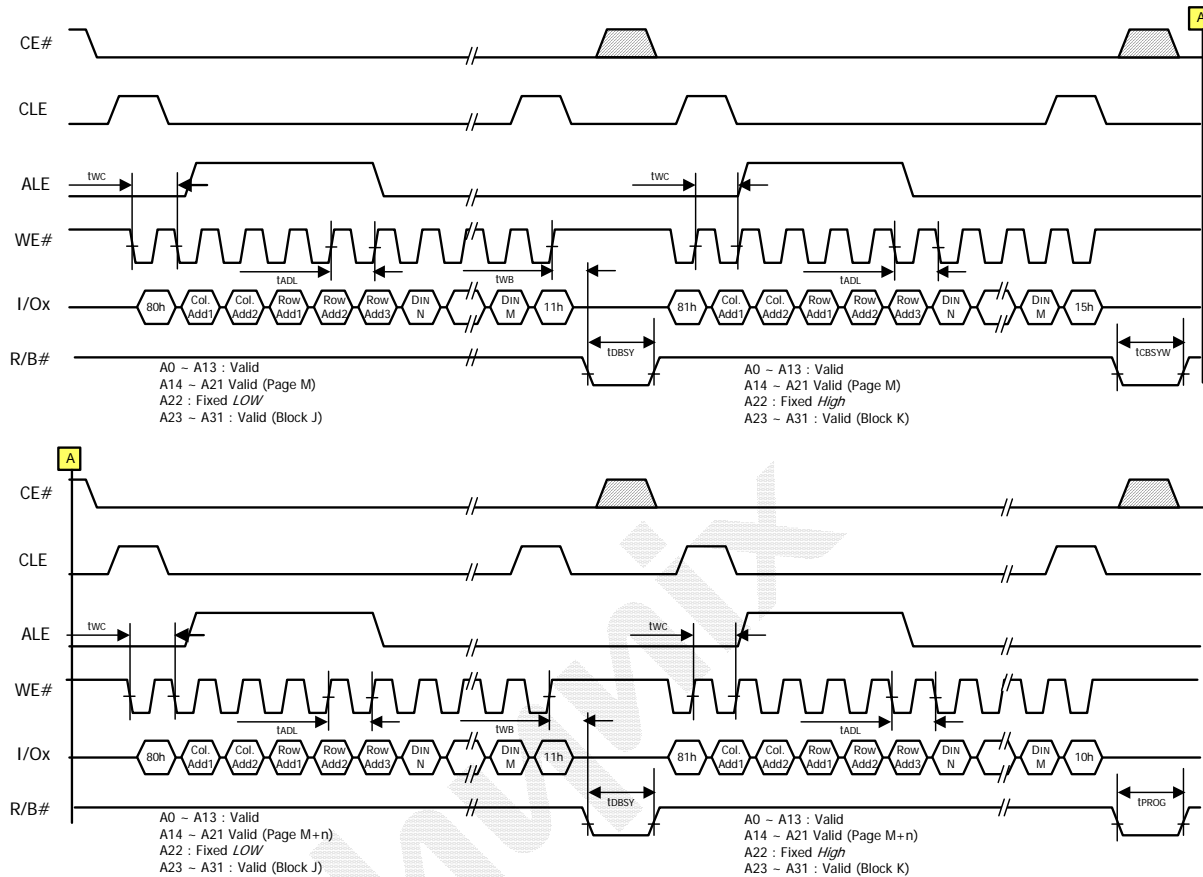 A
CE#
CLE
ALE
tWC
tWC
WE#
tADL
tWB
tADL
I/Ox
80h
Col. Add1
Col. Add2
Row Add1
Row Add2
Row Add3
DIN N
DIN M
11h
81h
Col. Add1
Col. Add2
Row Add1
Row Add2
Row Add3
DIN N
DIN M
15h
R/B#
tDBSY
tCBSYW
A0 ~ A13 : Valid
A14 ~ A21 Valid (Page M)
A22 : Fixed LOW
A23 ~ A31 : Valid (Block J)
A0 ~ A13 : Valid
A14 ~ A21 Valid (Page M)
A22 : Fixed High
A23 ~ A31 : Valid (Block K)
A
CE#
CLE
ALE
tWC
tWC
WE#
tADL
tWB
tADL
I/Ox
80h
Col. Add1
Col. Add2
Row Add1
Row Add2
Row Add3
DIN N
DIN M
11h
81h
Col. Add1
Col. Add2
Row Add1
Row Add2
Row Add3
DIN N
DIN M
10h
R/B#
tDBSY
tPROG
A0 ~ A13 : Valid
A14 ~ A21 Valid (Page M+n)
A22 : Fixed LOW
A23 ~ A31 : Valid (Block J)
A0 ~ A13 : Valid
A14 ~ A21 Valid (Page M+n)
A22 : Fixed High
A23 ~ A31 : Valid (Block K)